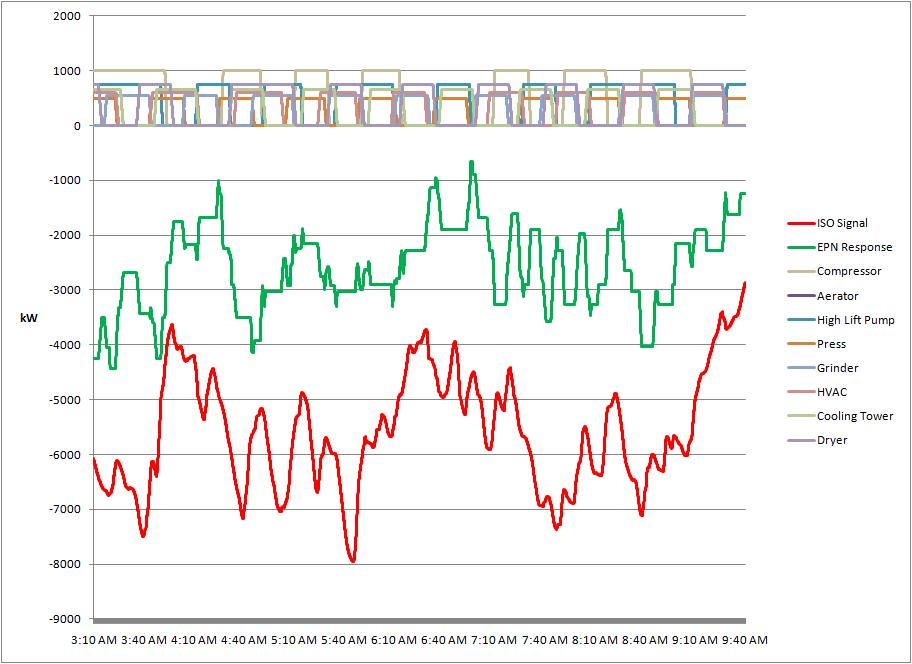 2000
1000
0
-1000
-2000
-3000
-4000
-5000
-6000
-7000
-8000
-9000
kW
3:10 AM 3:40 AM 4:10 AM 4:40 AM 5:10 AM 5:40 AM 6:10 AM 6:40 AM 7:10 AM 7:40 AM 8:10 AM 8:40 AM 9:10 AM 9:40 AM
ISO Signal
EPN Response
Compressor
Aerator
High Lift Pump
Press
Grinder
HVAC
Cooling Tower
Dryer